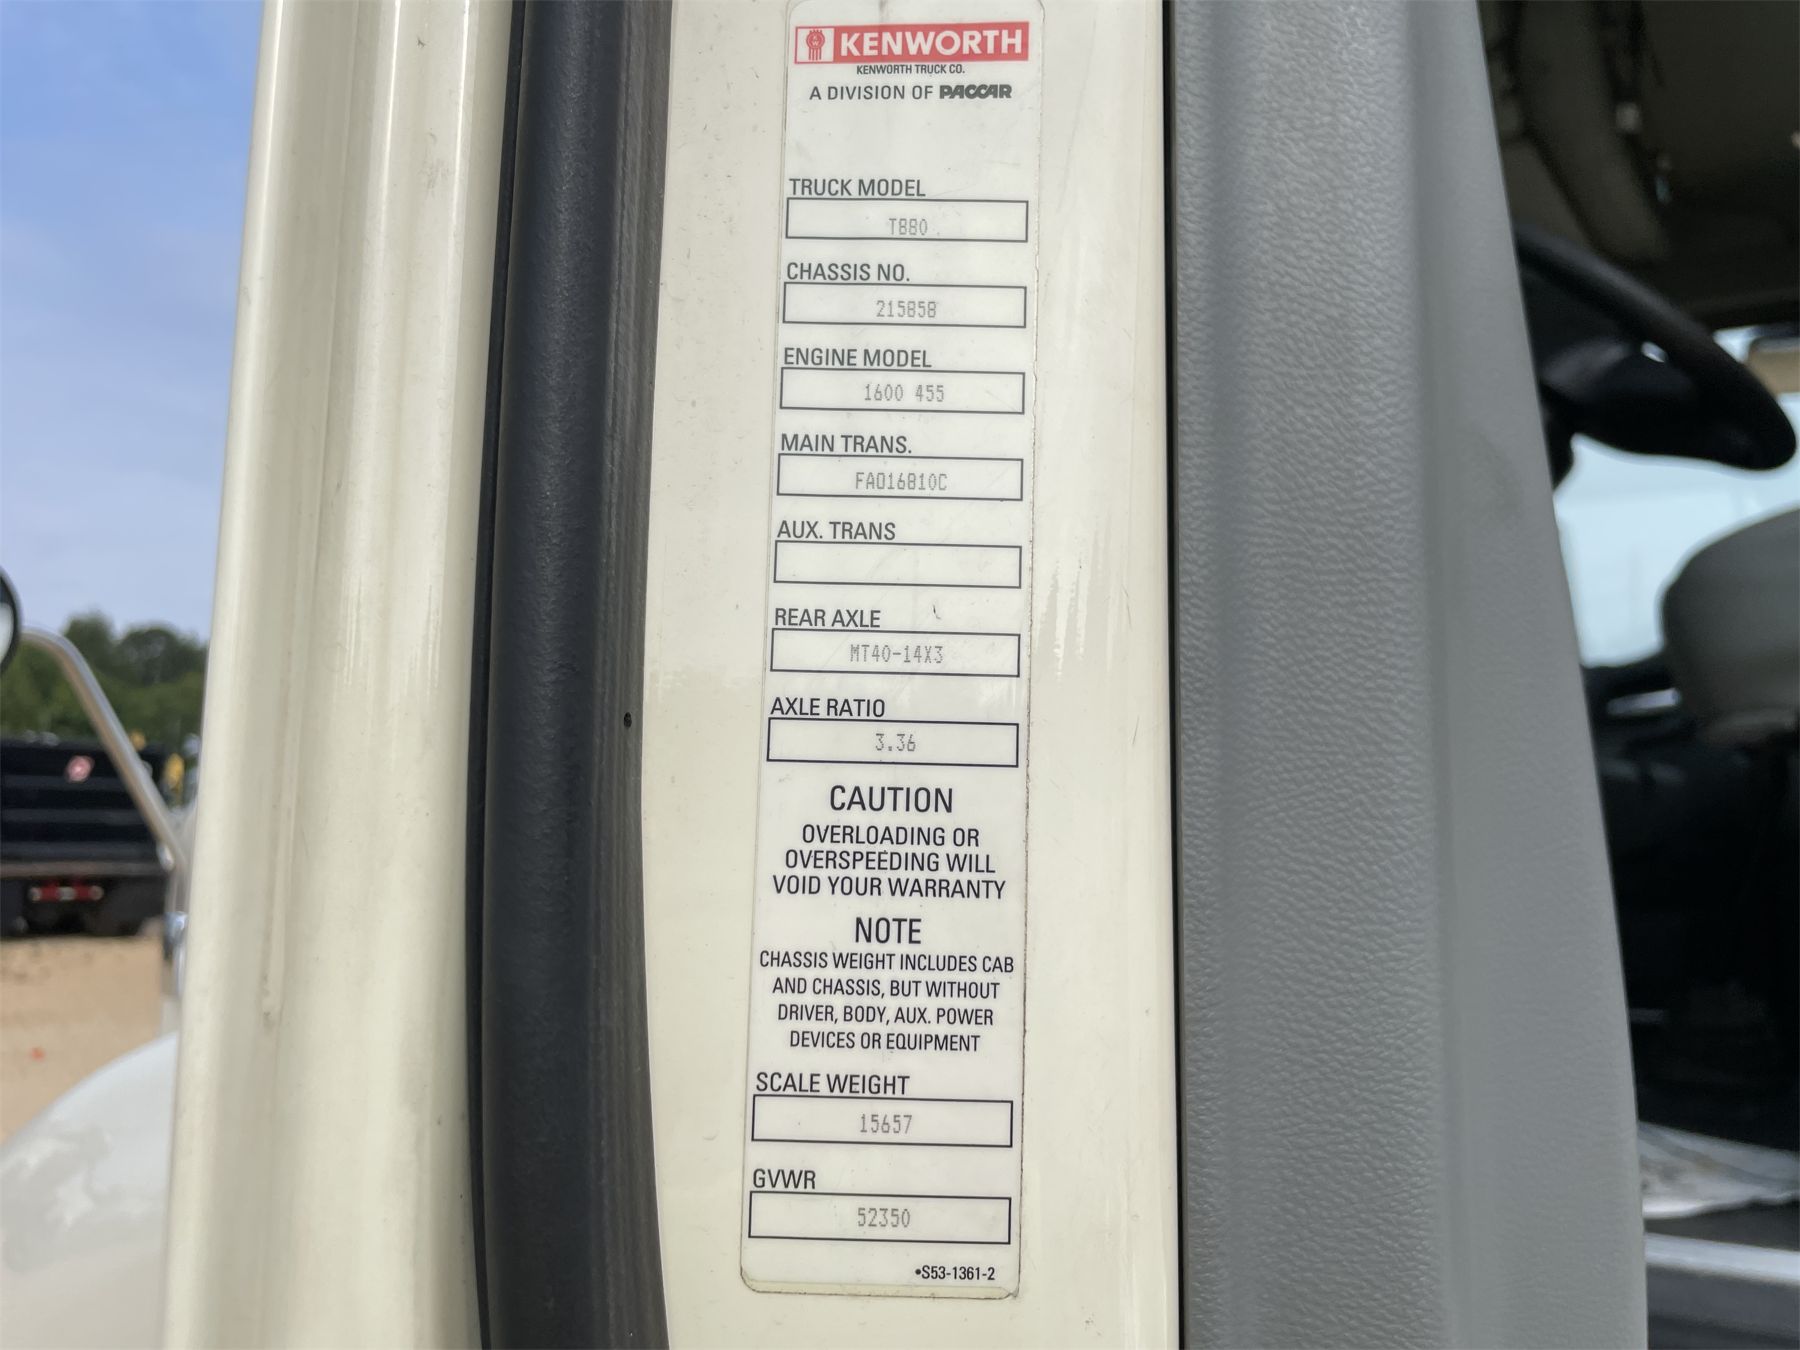 KENWORTH
KENWORTH TRUCK CO.
A DIVISION OF PACCAR
TRUCK MODEL
T880
CHASSIS NO.
215858
ENGINE MODEL
1600 455
MAIN TRANS.
FAO16810C
AUX. TRANS
REAR AXLE
MT40-14X3
AXLE RATIO
3.36
CAUTION
OVERLOADING OR
OVERSPEEDING WILL
VOID YOUR WARRANTY
NOTE
CHASSIS WEIGHT INCLUDES CAB
AND CHASSIS, BUT WITHOUT
DRIVER, BODY, AUX. POWER
DEVICES OR EQUIPMENT
SCALE WEIGHT
15657
GVWR
52350
•S53-1361-2